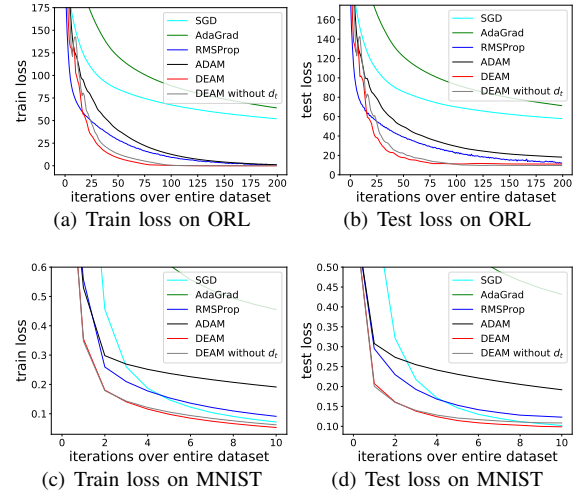 175
150
125
100
75
50
25
0
train loss
SGD
AdaGrad
RMSProp
ADAM
DEAM
DEAM without d_t
0 25 50 75 100 125 150 175 200
iterations over entire dataset
(a) Train loss on ORL
160
140
120
100
80
60
40
20
0
test loss
SGD
AdaGrad
RMSProp
ADAM
DEAM
DEAM without d_t
0 25 50 75 100 125 150 175 200
iterations over entire dataset
(b) Test loss on ORL
0.6
0.5
0.4
0.3
0.2
0.1
train loss
SGD
AdaGrad
RMSProp
ADAM
DEAM
DEAM without d_t
0 2 4 6 8 10
iterations over entire dataset
(c) Train loss on MNIST
0.50
0.45
0.40
0.35
0.30
0.25
0.20
0.15
0.10
test loss
SGD
AdaGrad
RMSProp
ADAM
DEAM
DEAM without d_t
0 2 4 6 8 10
iterations over entire dataset
(d) Test loss on MNIST